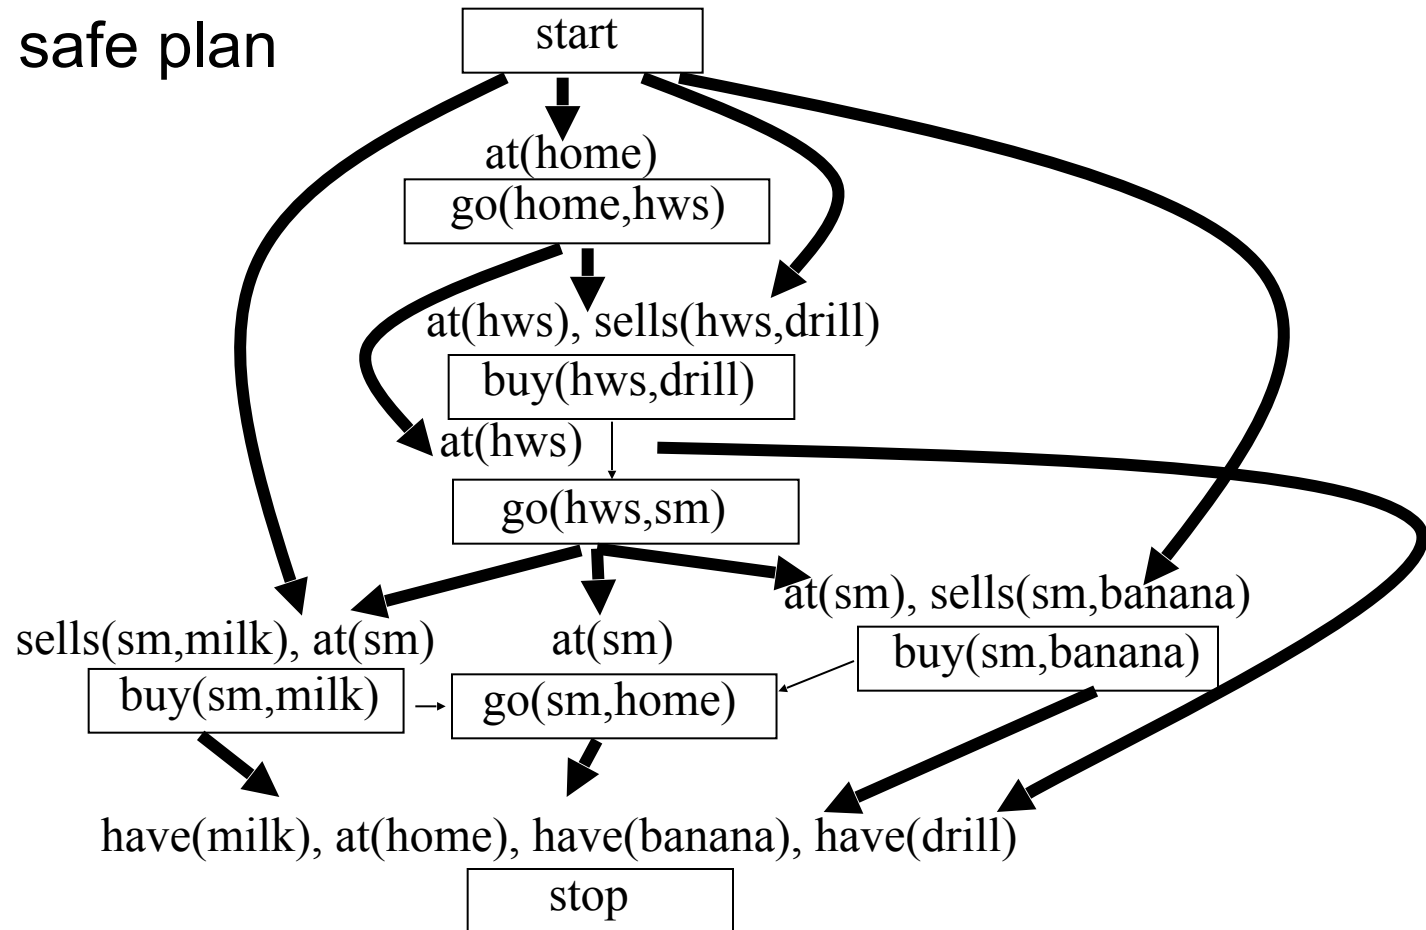 safe plan
start
at(home)
go(home,hws)
at(hws), sells(hws,drill)
buy(hws,drill)
at(hws)
go(hws,sm)
at(sm), sells(sm,banana)
sells(sm,milk), at(sm)
at(sm)
buy(sm,banana)
buy(sm,milk)
go(sm,home)
have(milk), at(home), have(banana), have(drill)
stop